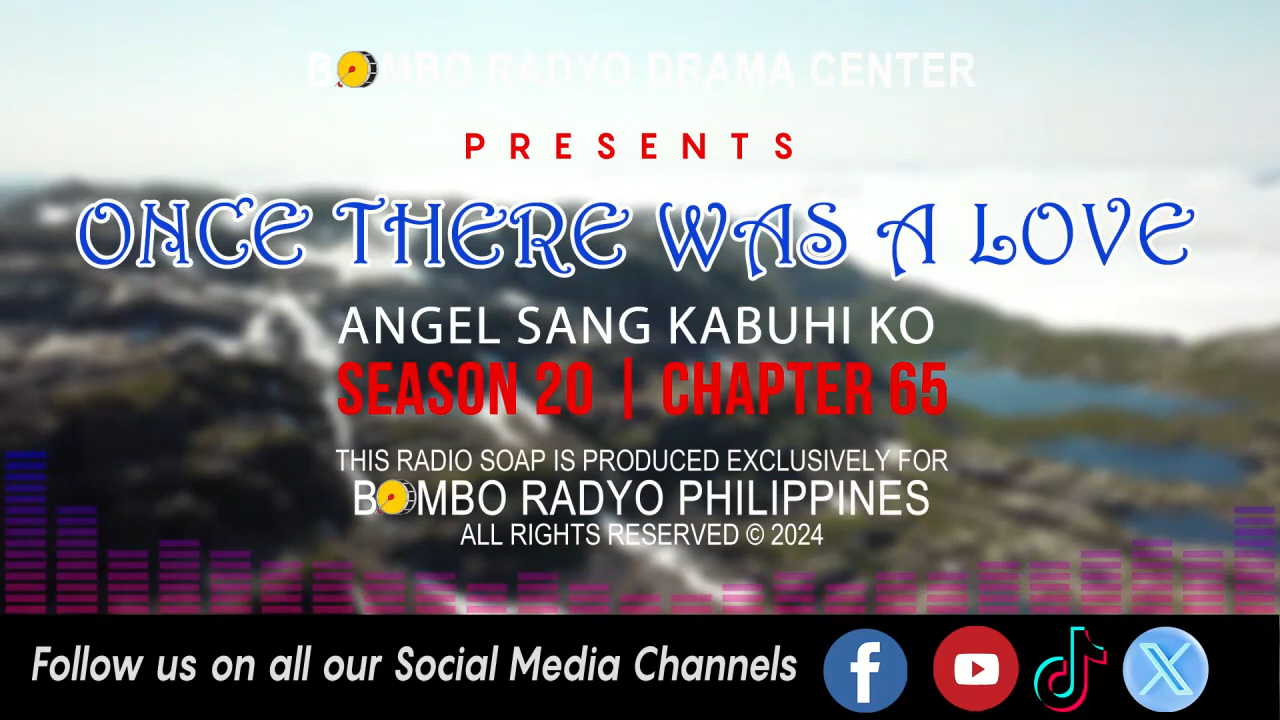 BOMBO RADYO DRAMA CENTER
PRESENTS
ONCE THERE WAS A LOVE
ANGEL SANG KABUHI KO
SEASON 20 | CHAPTER 65
THIS RADIO SOAP IS PRODUCED EXCLUSIVELY FOR
BOMBO RADYO PHILIPPINES
ALL RIGHTS RESERVED © 2024
Follow us on all our Social Media Channels